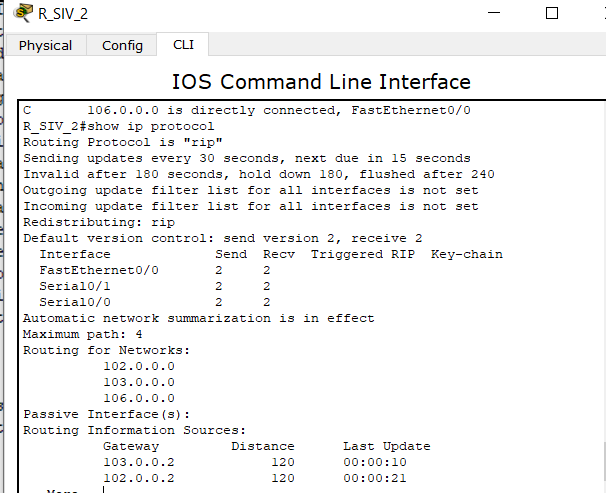 R_SIV_2
Physical Config CLI
IOS Command Line Interface
C       106.0.0.0 is directly connected, FastEthernet0/0
R_SIV_2#show ip protocol
Routing Protocol is "rip"
Sending updates every 30 seconds, next due in 15 seconds
Invalid after 180 seconds, hold down 180, flushed after 240
Outgoing update filter list for all interfaces is not set
Incoming update filter list for all interfaces is not set
Redistributing: rip
Default version control: send version 2, receive 2
  Interface             Send  Recv  Triggered RIP  Key-chain
  FastEthernet0/0       2     2
  Serial0/1             2     2
  Serial0/0             2     2
Automatic network summarization is in effect
Maximum path: 4
Routing for Networks:
          102.0.0.0
          103.0.0.0
          106.0.0.0
Passive Interface(s):
Routing Information Sources:
          Gateway         Distance      Last Update
          103.0.0.2            120      00:00:10
          102.0.0.2            120      00:00:21